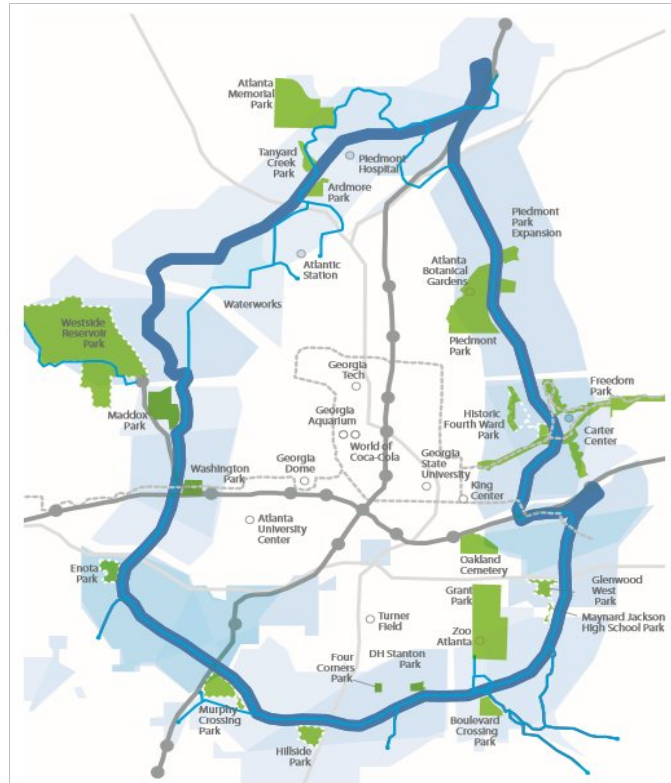 Atlanta
Memorial
Park
Tanyard
Creek
Park
Piedmont
Hospital
Ardmore
Park
Piedmont
Park
Expansion
Atlantic
Station
Atlanta
Botanical
Gardens
Waterworks
Westside
Reservoir
Park
Piedmont
Park
Georgia
Tech
Freedom
Park
Maddox
Park
Georgia
Aquarium
Historic
Fourth Ward
Park
Carter
Center
World of
Coca-Cola
Georgia
Dome
Georgia
State
University
Washington
Park
King
Center
Atlanta
University
Center
Oakland
Cemetery
Enota
Park
Grant
Park
Glenwood
West
Park
Turner
Field
Maynard Jackson
High School Park
Zoo
Atlanta
Four
Corners
Park
DH Stanton
Park
Murphy
Crossing
Park
Boulevard
Crossing
Park
Hillside
Park